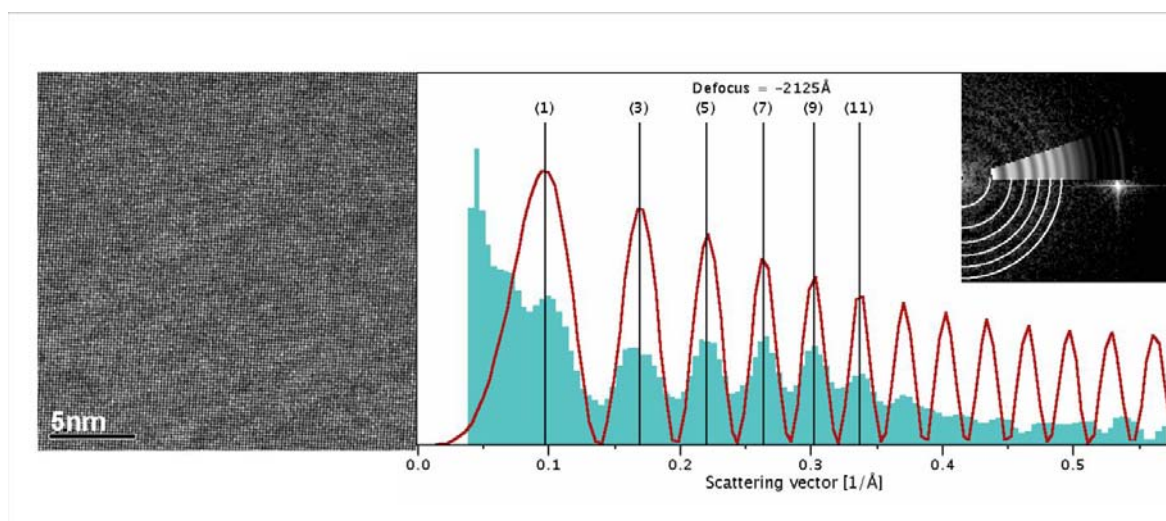 Defocus = -2125Å
(1) (3) (5) (7) (9) (11)
5nm
0.0 0.1 0.2 0.3 0.4 0.5
Scattering vector [1/Å]